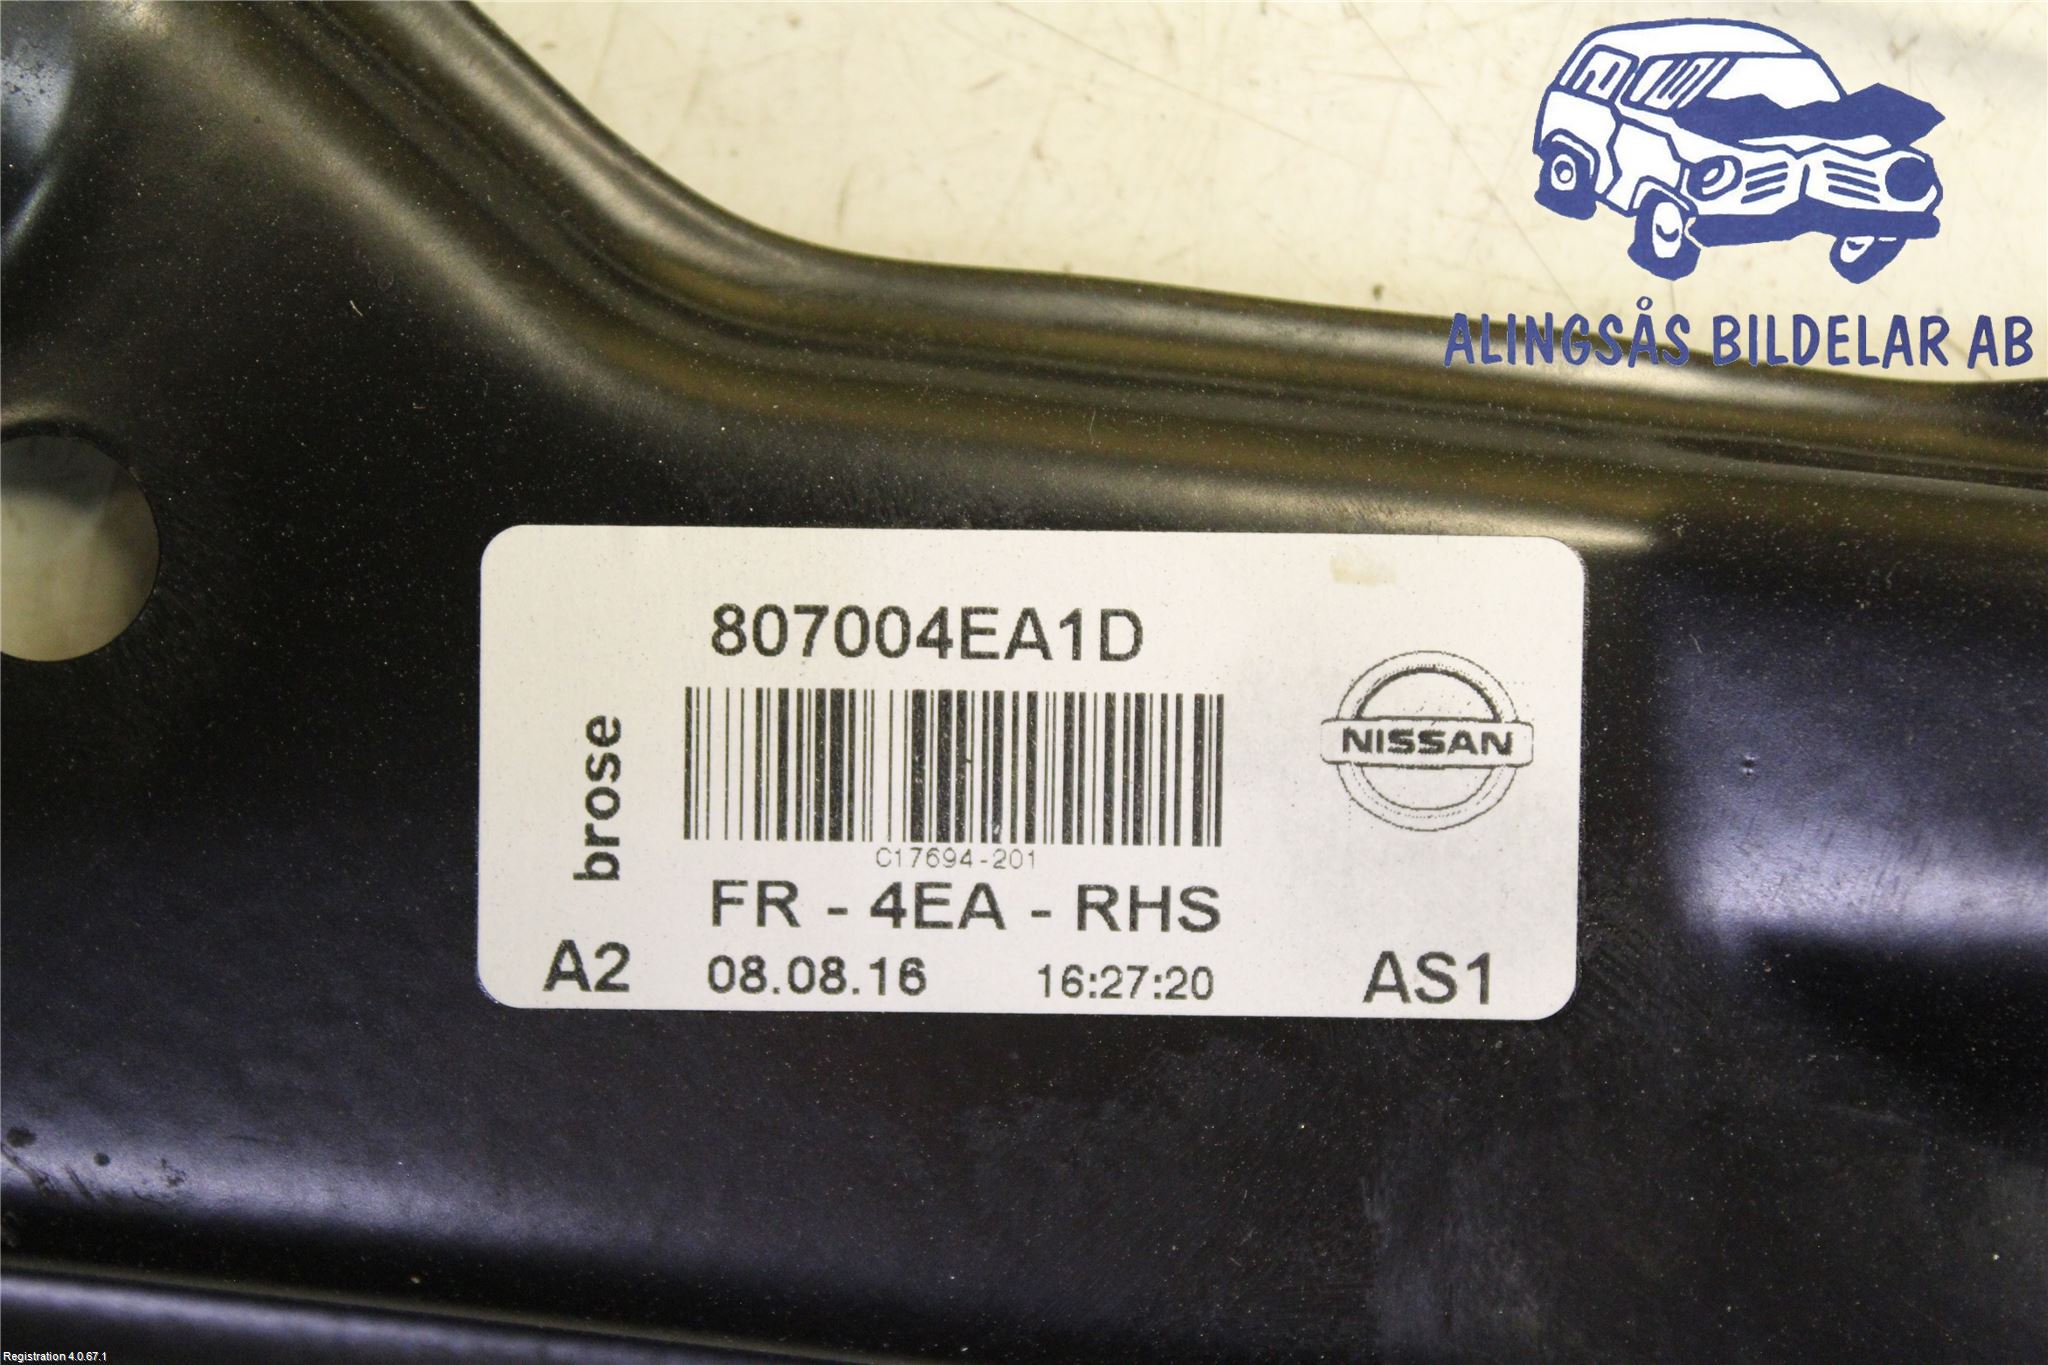 ALINGSÅS BILDELAR AB
807004EA1D
brose
NISSAN
C17694-201
FR - 4EA - RHS
A2 08.08.16 16:27:20 AS1
Registration 4.0.67.1